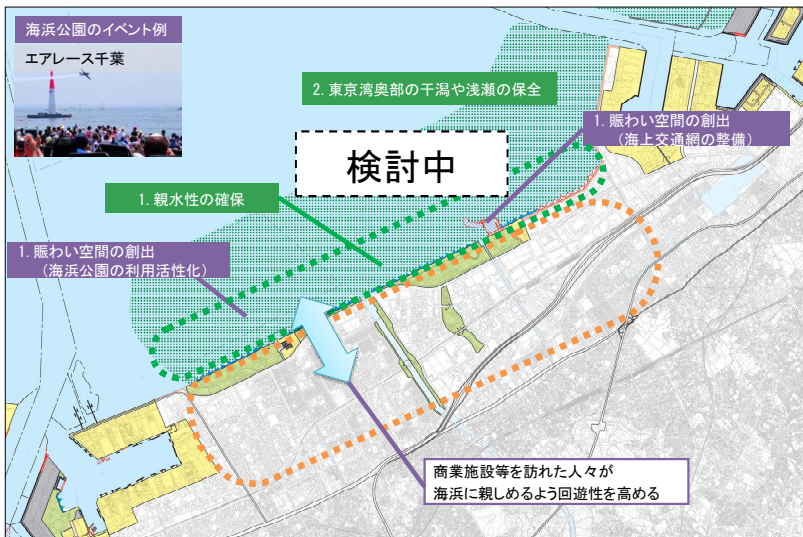 海浜公園のイベント例
エアレース千葉
2. 東京湾奥部の干潟や浅瀬の保全
1. 賑わい空間の創出
（海上交通網の整備）
検討中
1. 親水性の確保
1. 賑わい空間の創出
（海浜公園の利用活性化）
商業施設等を訪れた人々が
海浜に親しめるよう回遊性を高める